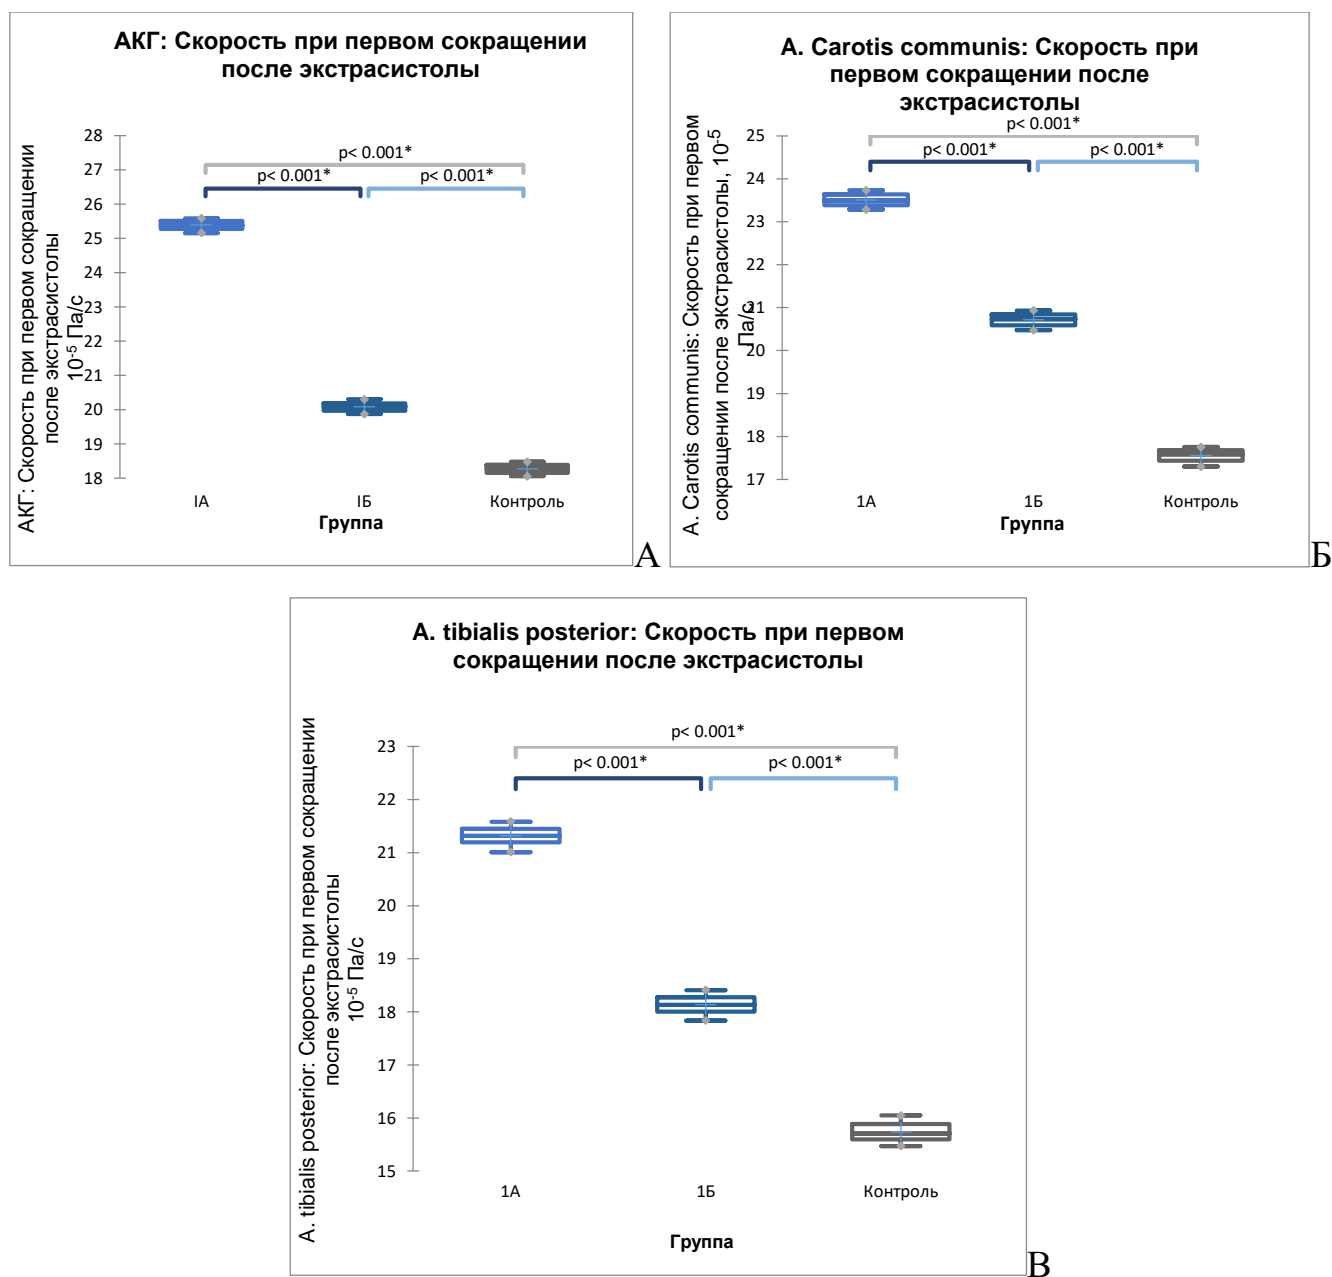 АКГ: Скорость при первом сокращении
после экстрасистолы
АКГ: Скорость при первом сокращении
после экстрасистолы
10-5 Па/с
28
27
26
25
24
23
22
21
20
19
18
p< 0.001*
p< 0.001*
p< 0.001*
IА
IБ
Контроль
Группа
А
A. Carotis communis: Скорость при
первом сокращении после
экстрасистолы
A. Carotis communis: Скорость при первом
сокращении после экстрасистолы, 10-5
Па/с
25
24
23
22
21
20
19
18
17
p< 0.001*
p< 0.001*
p< 0.001*
1А
1Б
Контроль
Группа
Б
A. tibialis posterior: Скорость при первом
сокращении после экстрасистолы
A. tibialis posterior: Скорость при первом сокращении
после экстрасистолы
10-5 Па/с
23
22
21
20
19
18
17
16
15
p< 0.001*
p< 0.001*
p< 0.001*
1А
1Б
Контроль
Группа
В